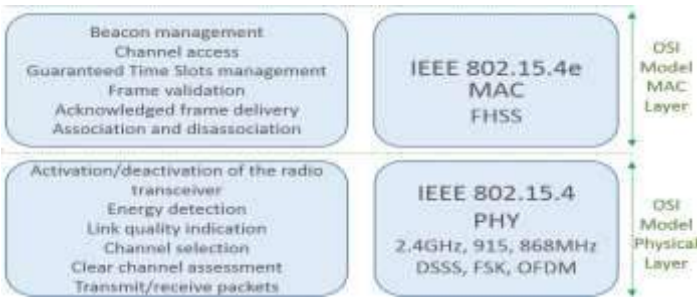 Beacon management
Channel access
Guaranteed Time Slots management
Frame validation
Acknowledged frame delivery
Association and disassociation
IEEE 802.15.4e
MAC
FHSS
OSI
Model
MAC
Layer
Activation/deactivation of the radio
transceiver
Energy detection
Link quality indication
Channel selection
Clear channel assessment
Transmit/receive packets
IEEE 802.15.4
PHY
2.4GHz, 915, 868MHz
DSSS, FSK, OFDM
OSI
Model
Physical
Layer